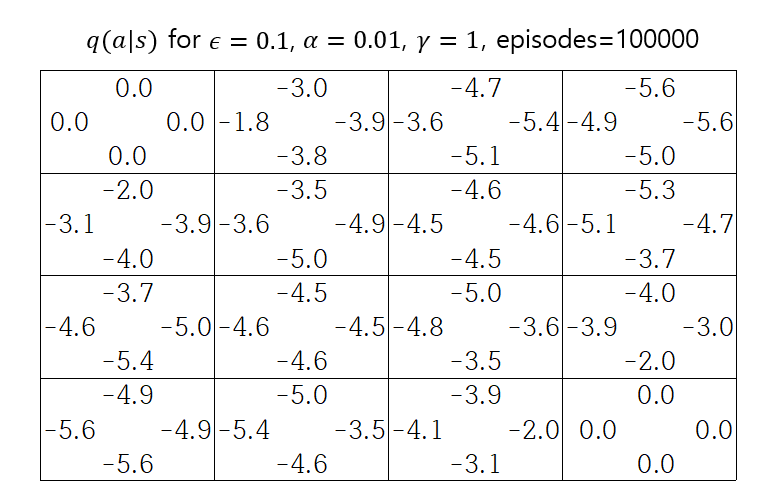 q(a|s) for ϵ = 0.1, α = 0.01, γ = 1, episodes=100000
0.0 -3.0 -4.7 -5.6
0.0 0.0 -1.8 -3.9 -3.6 -5.4 -4.9 -5.6
0.0 -3.8 -5.1 -5.0
-2.0 -3.5 -4.6 -5.3
-3.1 -3.9 -3.6 -4.9 -4.5 -4.6 -5.1 -4.7
-4.0 -5.0 -4.5 -3.7
-3.7 -4.5 -5.0 -4.0
-4.6 -5.0 -4.6 -4.5 -4.8 -3.6 -3.9 -3.0
-5.4 -4.6 -3.5 -2.0
-4.9 -5.0 -3.9 0.0
-5.6 -4.9 -5.4 -3.5 -4.1 -2.0 0.0 0.0
-5.6 -4.6 -3.1 0.0